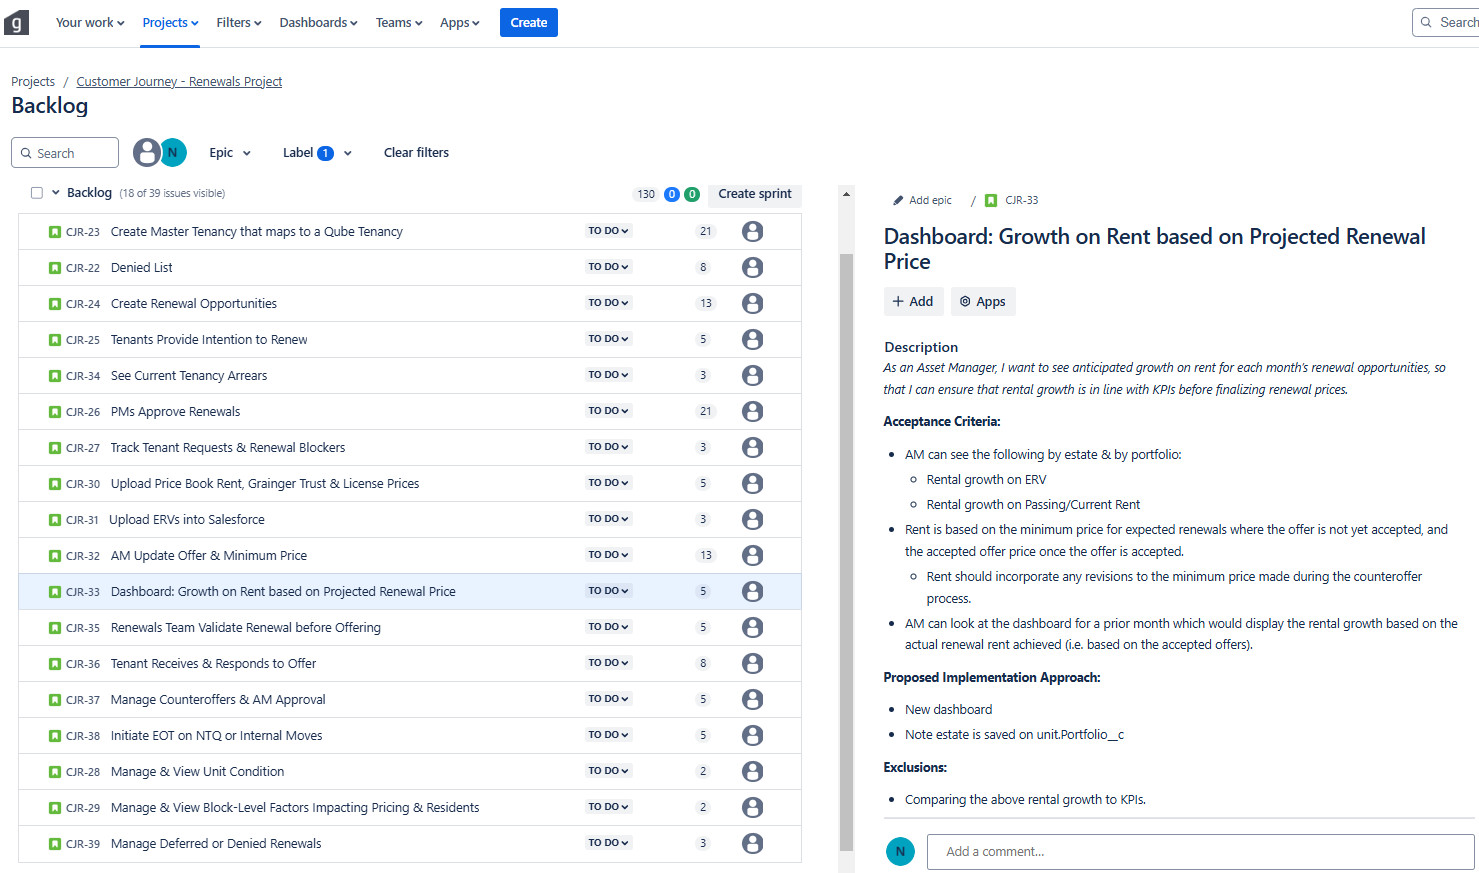 g Your work Projects Filters Dashboards Teams Apps Create Search
Projects / Customer Journey - Renewals Project
Backlog
Search N Epic Label 1 Clear filters
Backlog (18 of 39 issues visible) 130 0 0 Create sprint
CJR-23 Create Master Tenancy that maps to a Qube Tenancy TO DO 21
CJR-22 Denied List TO DO 8
CJR-24 Create Renewal Opportunities TO DO 13
CJR-25 Tenants Provide Intention to Renew TO DO 5
CJR-34 See Current Tenancy Arrears TO DO 3
CJR-26 PMs Approve Renewals TO DO 21
CJR-27 Track Tenant Requests & Renewal Blockers TO DO 3
CJR-30 Upload Price Book Rent, Grainger Trust & License Prices TO DO 5
CJR-31 Upload ERVs into Salesforce TO DO 3
CJR-32 AM Update Offer & Minimum Price TO DO 13
CJR-33 Dashboard: Growth on Rent based on Projected Renewal Price TO DO 5
CJR-35 Renewals Team Validate Renewal before Offering TO DO 5
CJR-36 Tenant Receives & Responds to Offer TO DO 8
CJR-37 Manage Counteroffers & AM Approval TO DO 5
CJR-38 Initiate EOT on NTQ or Internal Moves TO DO 5
CJR-28 Manage & View Unit Condition TO DO 2
CJR-29 Manage & View Block-Level Factors Impacting Pricing & Residents TO DO 2
CJR-39 Manage Deferred or Denied Renewals TO DO 3
Add epic / CJR-33
Dashboard: Growth on Rent based on Projected Renewal
Price
+ Add Apps
Description
As an Asset Manager, I want to see anticipated growth on rent for each month's renewal opportunities, so
that I can ensure that rental growth is in line with KPIs before finalizing renewal prices.
Acceptance Criteria:
• AM can see the following by estate & by portfolio:
◦ Rental growth on ERV
◦ Rental growth on Passing/Current Rent
• Rent is based on the minimum price for expected renewals where the offer is not yet accepted, and
the accepted offer price once the offer is accepted.
◦ Rent should incorporate any revisions to the minimum price made during the counteroffer
process.
• AM can look at the dashboard for a prior month which would display the rental growth based on the
actual renewal rent achieved (i.e. based on the accepted offers).
Proposed Implementation Approach:
• New dashboard
• Note estate is saved on unit.Portfolio__c
Exclusions:
• Comparing the above rental growth to KPIs.
N Add a comment...